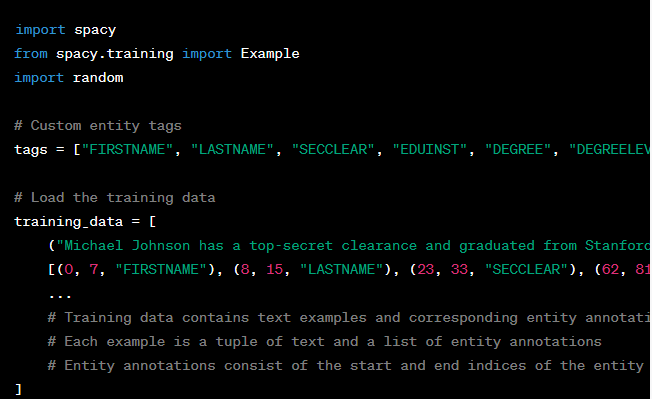 import spacy
from spacy.training import Example
import random
# Custom entity tags
tags = ["FIRSTNAME", "LASTNAME", "SECCLEAR", "EDUINST", "DEGREE", "DEGREELEV
# Load the training data
training_data = [
("Michael Johnson has a top-secret clearance and graduated from Stanford
[(0, 7, "FIRSTNAME"), (8, 15, "LASTNAME"), (23, 33, "SECCLEAR"), (62, 81
...
# Training data contains text examples and corresponding entity annotati
# Each example is a tuple of text and a list of entity annotations
# Entity annotations consist of the start and end indices of the entity
]